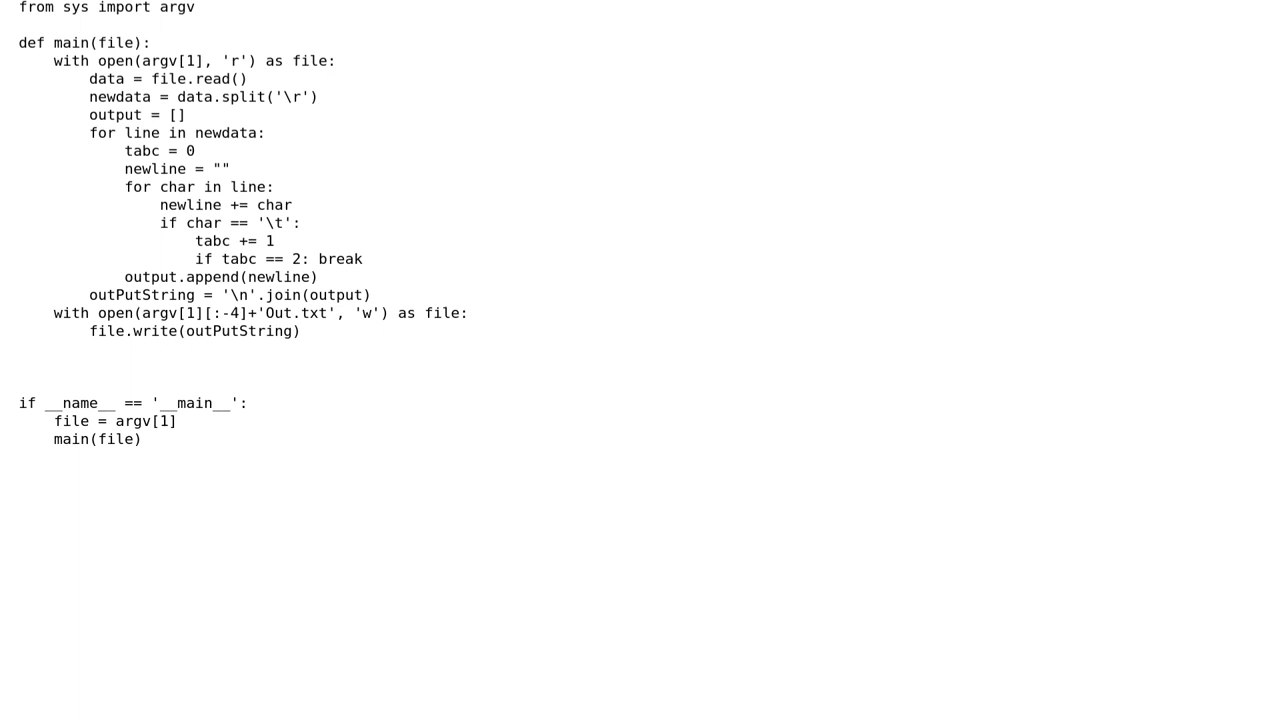 from sys import argv

def main(file):
    with open(argv[1], 'r') as file:
        data = file.read()
        newdata = data.split('\r')
        output = []
        for line in newdata:
            tabc = 0
            newline = ""
            for char in line:
                newline += char
                if char == '\t':
                    tabc += 1
                    if tabc == 2: break
            output.append(newline)
        outPutString = '\n'.join(output)
    with open(argv[1][:-4]+'Out.txt', 'w') as file:
        file.write(outPutString)



if __name__ == '__main__':
    file = argv[1]
    main(file)